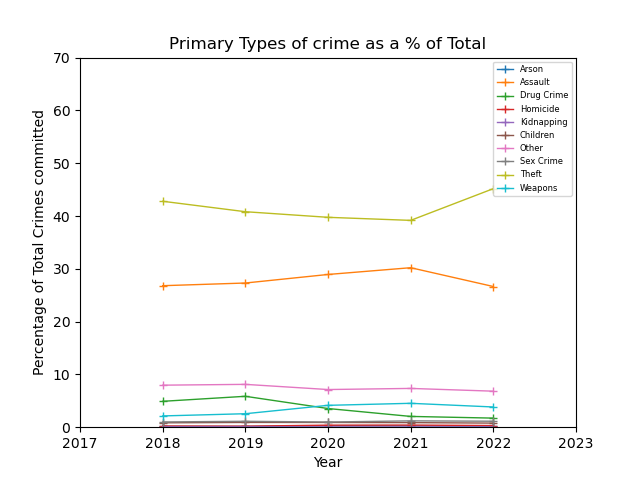 Primary Types of crime as a % of Total
Percentage of Total Crimes committed
70
60
50
40
30
20
10
0
2017
2018
2019
2020
2021
2022
2023
Year
Arson
Assault
Drug Crime
Homicide
Kidnapping
Children
Other
Sex Crime
Theft
Weapons